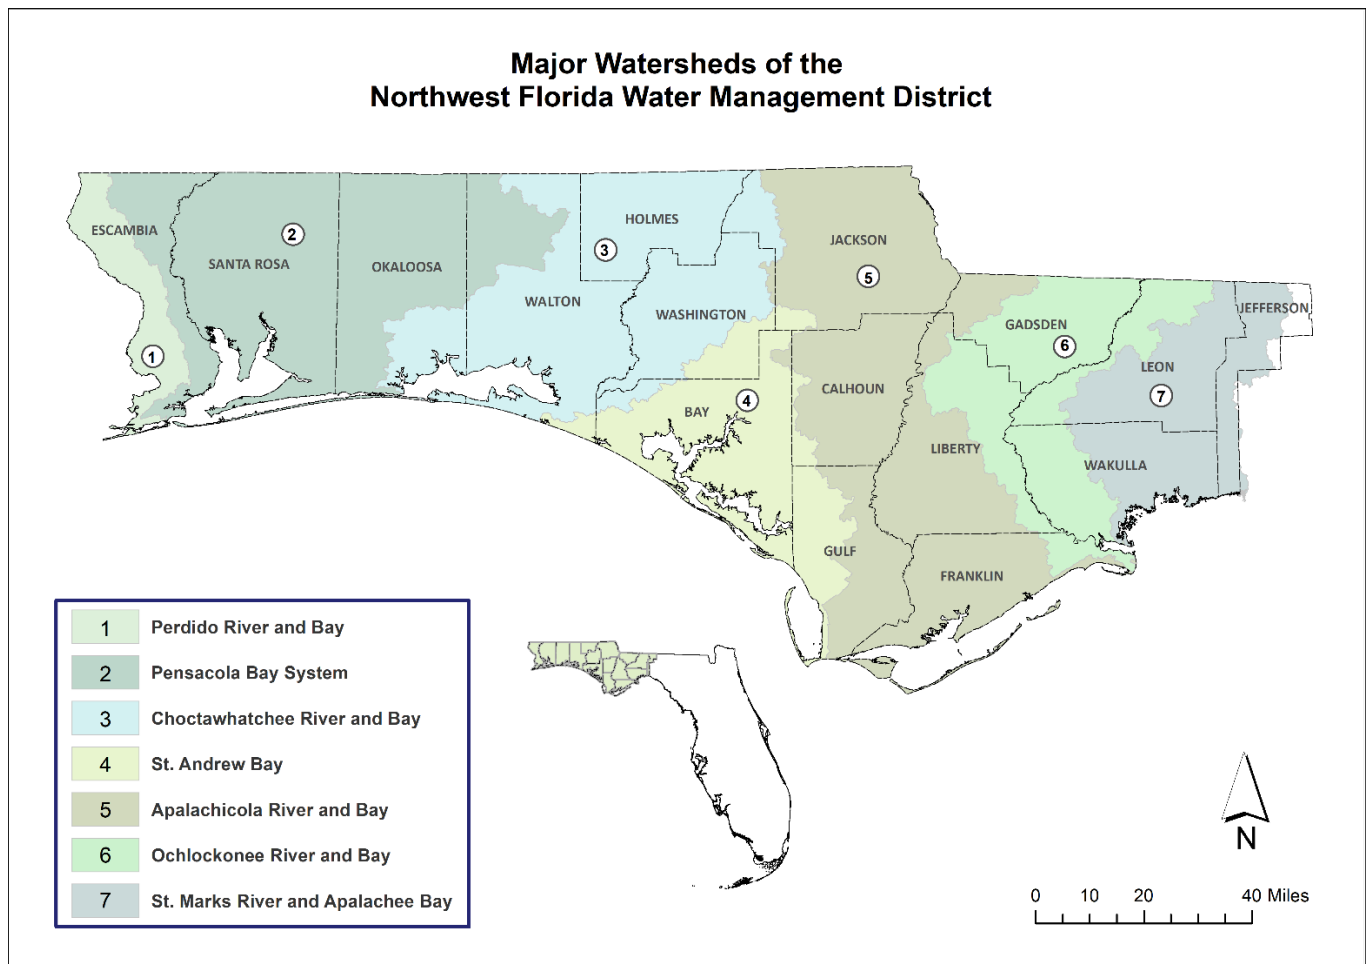 Major Watersheds of the
Northwest Florida Water Management District
ESCAMBIA
SANTA ROSA
OKALOOSA
WALTON
HOLMES
WASHINGTON
JACKSON
BAY
CALHOUN
GULF
LIBERTY
FRANKLIN
GADSDEN
LEON
WAKULLA
JEFFERSON
1
2
3
4
5
6
7
1 Perdido River and Bay
2 Pensacola Bay System
3 Choctawhatchee River and Bay
4 St. Andrew Bay
5 Apalachicola River and Bay
6 Ochlockonee River and Bay
7 St. Marks River and Apalachee Bay
N
0 10 20 40 Miles